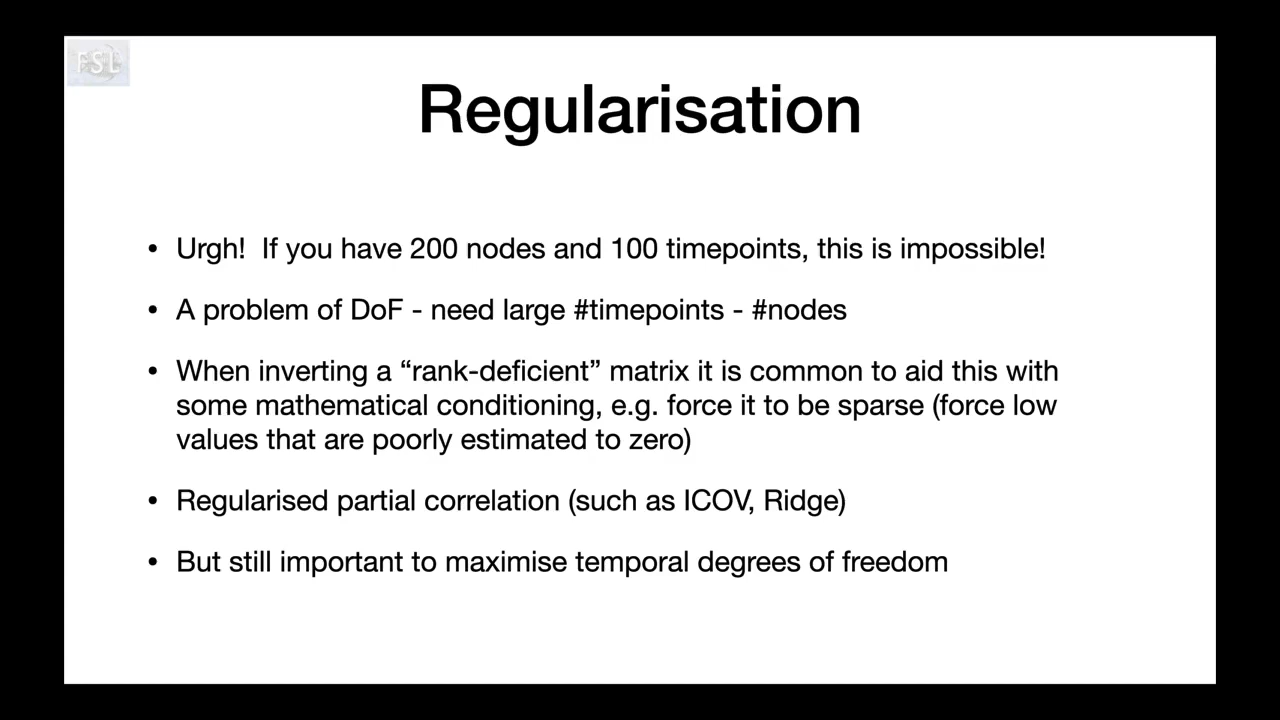 FSL
Regularisation
• Urgh! If you have 200 nodes and 100 timepoints, this is impossible!
• A problem of DoF - need large #timepoints - #nodes
• When inverting a “rank-deficient” matrix it is common to aid this with
some mathematical conditioning, e.g. force it to be sparse (force low
values that are poorly estimated to zero)
• Regularised partial correlation (such as ICOV, Ridge)
• But still important to maximise temporal degrees of freedom